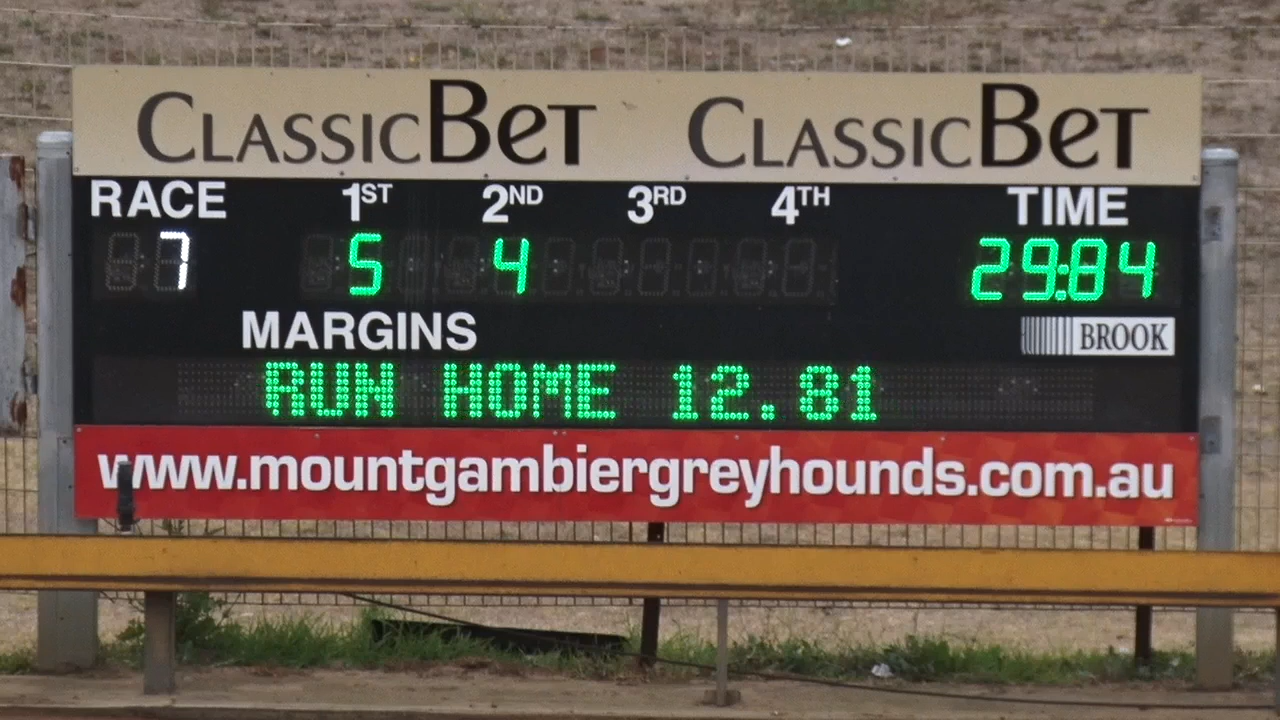 CLASSICBET CLASSICBET
RACE 1ST 2ND 3RD 4TH TIME
7 5 4 29:84
MARGINS
BROOK
RUN HOME 12.81
www.mountgambiergreyhounds.com.au